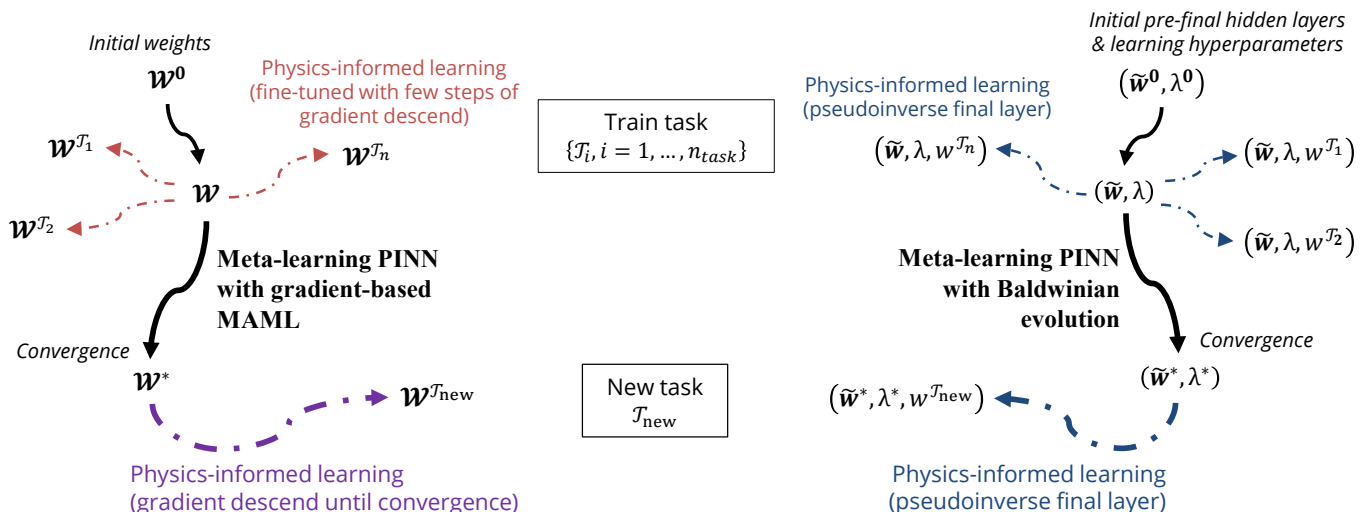 Initial weights
𝓦⁰
Physics-informed learning
(fine-tuned with few steps of
gradient descend)
𝓦^𝒯₁
𝓦^𝒯ₙ
𝓦
𝓦^𝒯₂
Meta-learning PINN
with gradient-based
MAML
Convergence
𝓦*
𝓦^𝒯new
Physics-informed learning
(gradient descend until convergence)
Train task
{𝒯ᵢ, i = 1, … , n_task}
New task
𝒯new
Initial pre-final hidden layers
& learning hyperparameters
(w̃⁰, λ⁰)
Physics-informed learning
(pseudoinverse final layer)
(w̃, λ, w^𝒯ₙ)
(w̃, λ, w^𝒯₁)
(w̃, λ)
(w̃, λ, w^𝒯₂)
Meta-learning PINN
with Baldwinian
evolution
Convergence
(w̃*, λ*)
(w̃*, λ*, w^𝒯new)
Physics-informed learning
(pseudoinverse final layer)